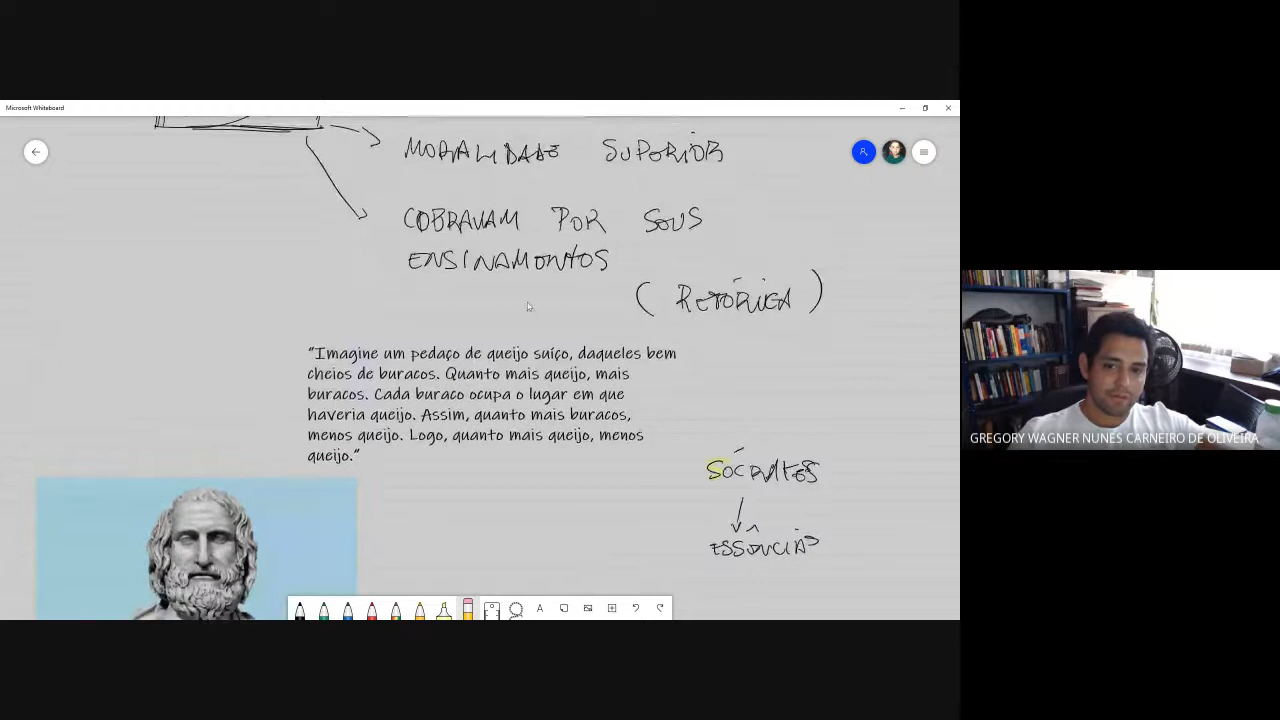 Microsoft Whiteboard
MORALIDADE SUPERIOR
COBRAVAM POR SEUS
ENSINAMENTOS
(RETÓRICA)
"Imagine um pedaço de queijo suíço, daqueles bem
cheios de buracos. Quanto mais queijo, mais
buracos. Cada buraco ocupa o lugar em que
haveria queijo. Assim, quanto mais buracos,
menos queijo. Logo, quanto mais queijo, menos
queijo."
SÓCRATES
ESSÊNCIAS
GREGORY WAGNER NUNES CARNEIRO DE OLIVEIRA